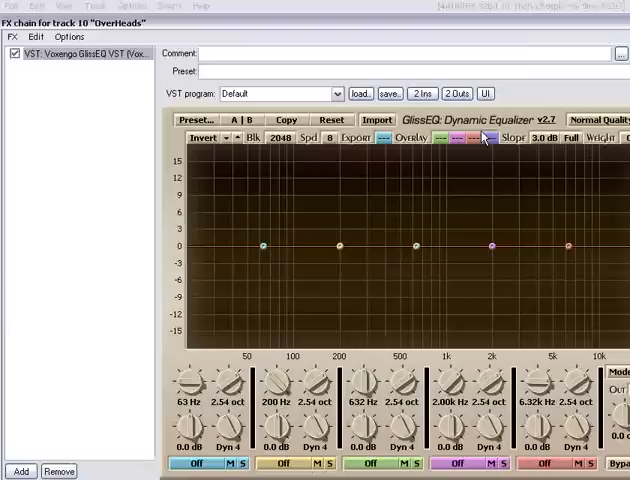 FX chain for track 10 "OverHeads"
FX Edit Options
VST: Voxengo GlissEQ VST (Vox...
Comment:
...
Preset:
VST program: Default load.. save.. 2 Ins 2 Outs UI
Preset... A | B Copy Reset Import GlissEQ: Dynamic Equalizer v2.7 Normal Quality
Invert Blk 2048 Spd 8 Export --- Overlay --- --- --- Slope 3.0 dB Full Weight
15
12
9
6
3
0
-3
-6
-9
-12
-15
50 100 200 500 1k 2k 5k 10k
Mode
63 Hz 2.54 oct 200 Hz 2.54 oct 632 Hz 2.54 oct 2.00k Hz 2.54 oct 6.32k Hz 2.54 oct
Out
0.0 dB Dyn 4 0.0 dB Dyn 4 0.0 dB Dyn 4 0.0 dB Dyn 4 0.0 dB Dyn 4
Off M S Off M S Off M S Off M S Off M S Bypa
Add Remove